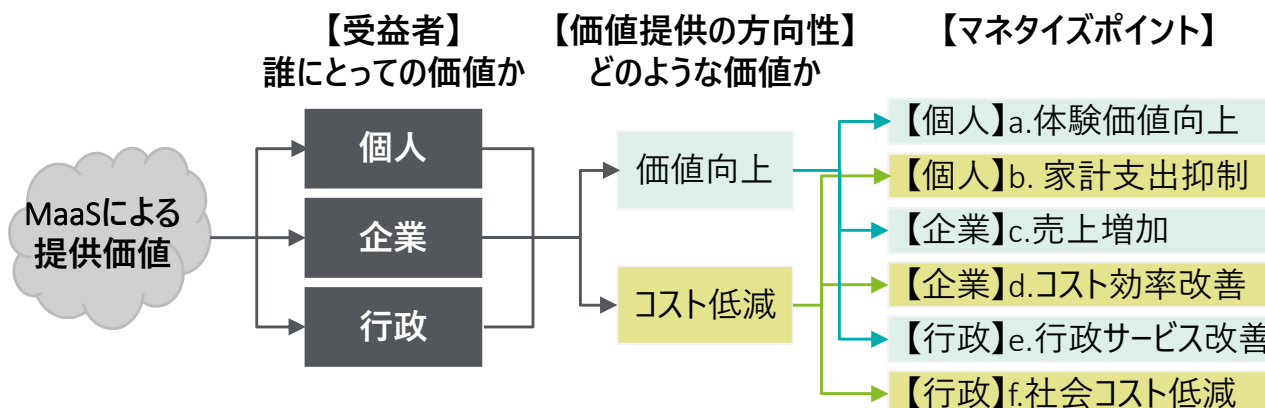 【受益者】
誰にとっての価値か
【価値提供の方向性】
どのような価値か
【マネタイズポイント】
MaaSによる
提供価値
個人
企業
行政
価値向上
コスト低減
【個人】a.体験価値向上
【個人】b. 家計支出抑制
【企業】c.売上増加
【企業】d.コスト効率改善
【行政】e.行政サービス改善
【行政】f.社会コスト低減